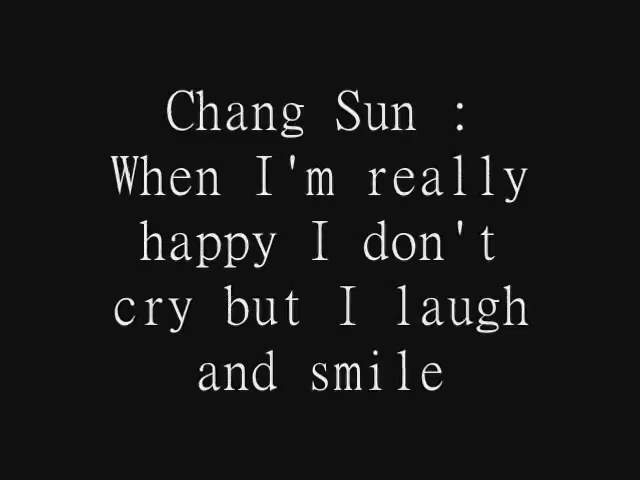 Chang Sun :
When I'm really
happy I don't
cry but I laugh
and smile